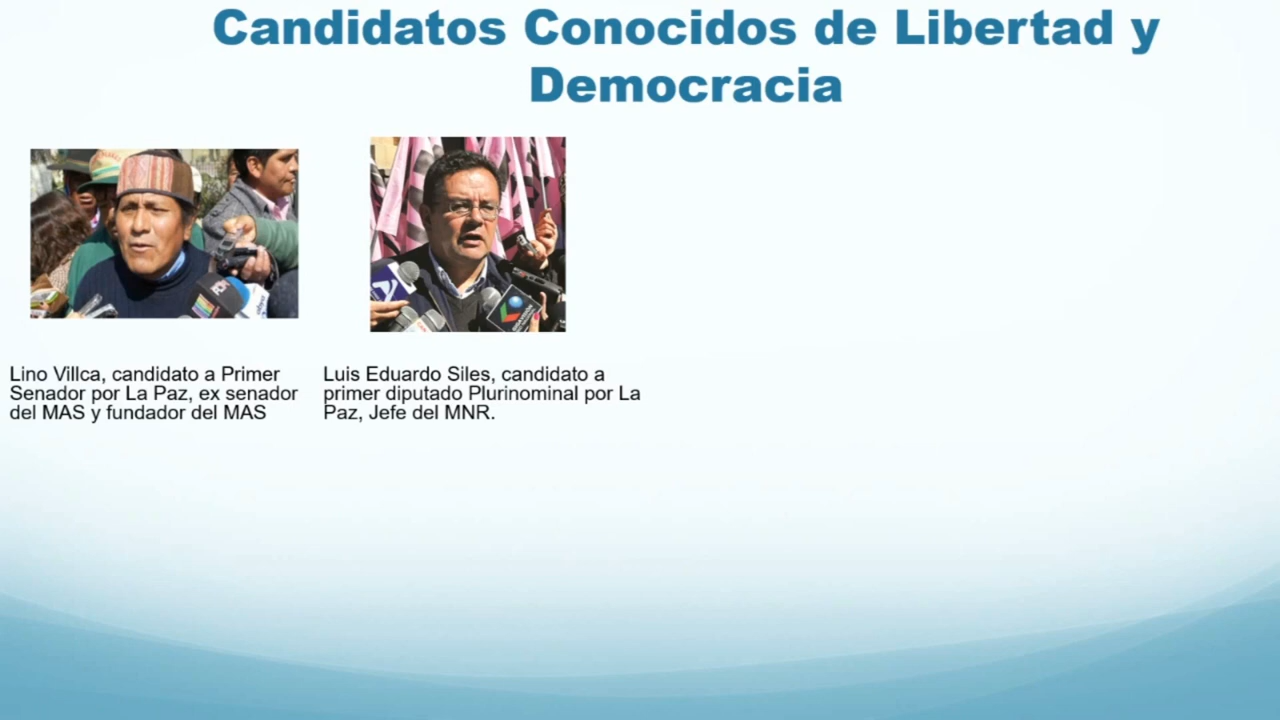 Candidatos Conocidos de Libertad y
Democracia
Lino Villca, candidato a Primer
Senador por La Paz, ex senador
del MAS y fundador del MAS
Luis Eduardo Siles, candidato a
primer diputado Plurinominal por La
Paz, Jefe del MNR.